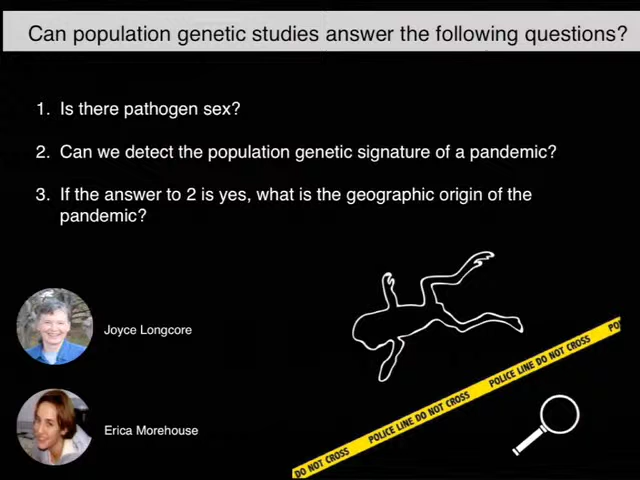 Can population genetic studies answer the following questions?
1. Is there pathogen sex?
2. Can we detect the population genetic signature of a pandemic?
3. If the answer to 2 is yes, what is the geographic origin of the
pandemic?
Joyce Longcore
Erica Morehouse
DO NOT CROSS POLICE LINE DO NOT CROSS POLICE LINE DO NOT CROSS PO